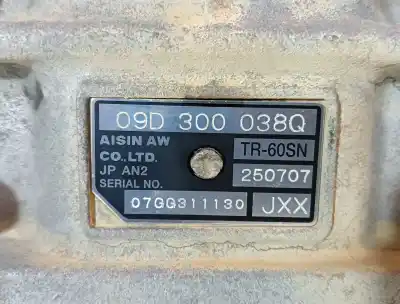 09D 300 038Q
AISIN AW
CO.,LTD.
TR-60SN
JP AN2
250707
SERIAL NO.
07GG311130
JXX